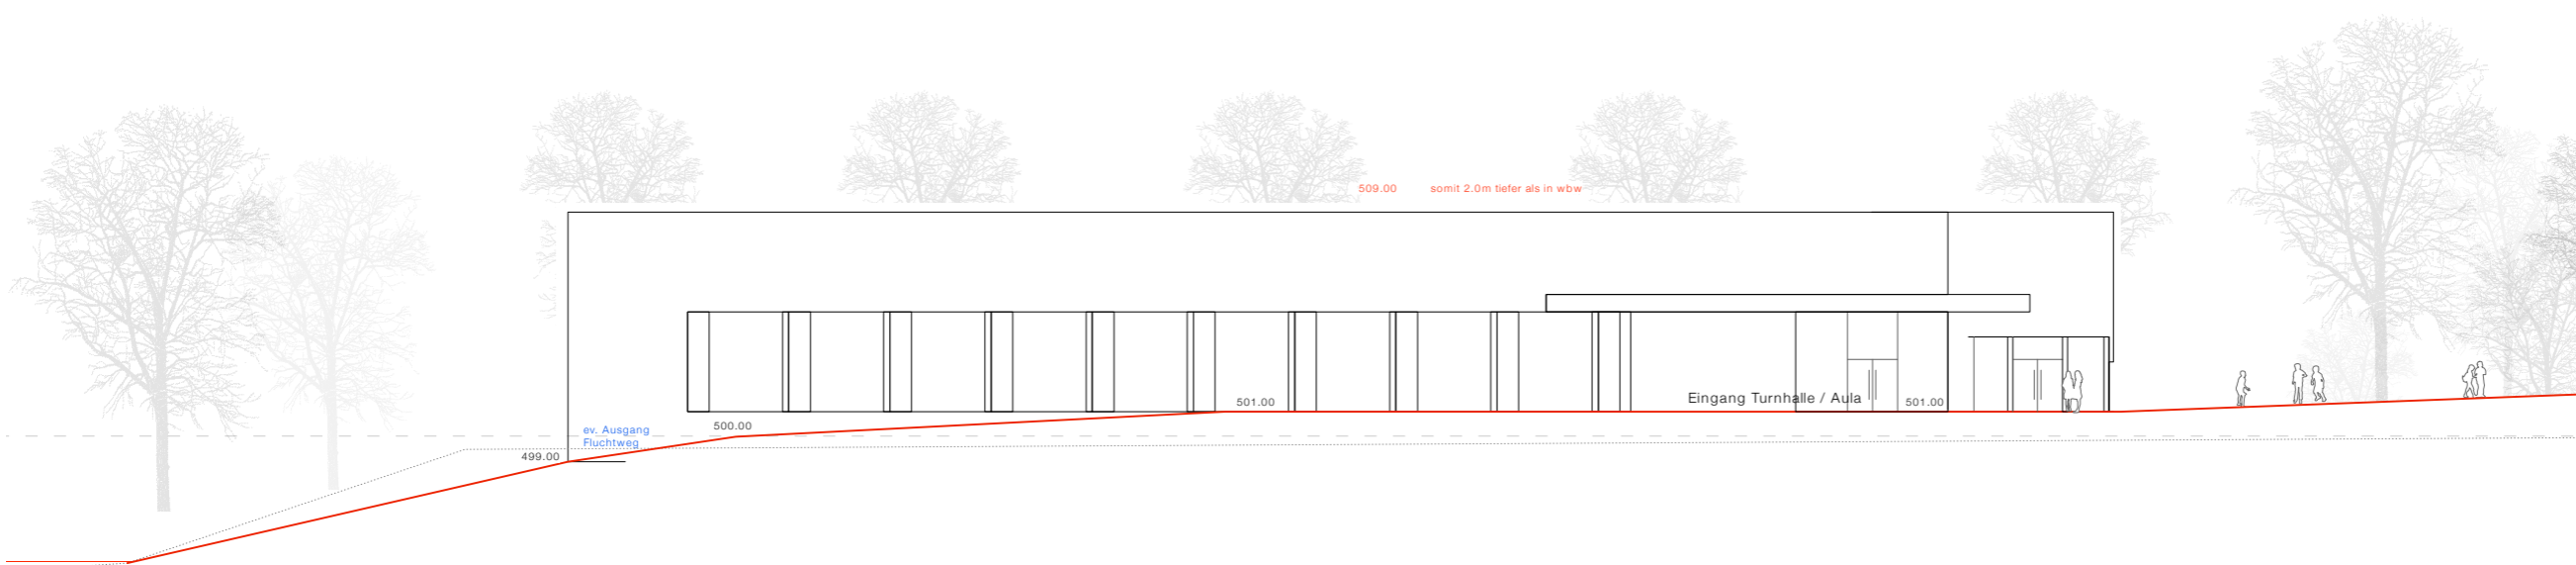 509.00 somit 2.0m tiefer als in wbw
Eingang Turnhalle / Aula
501.00
501.00
500.00
ev. Ausgang
Fluchtweg
499.00